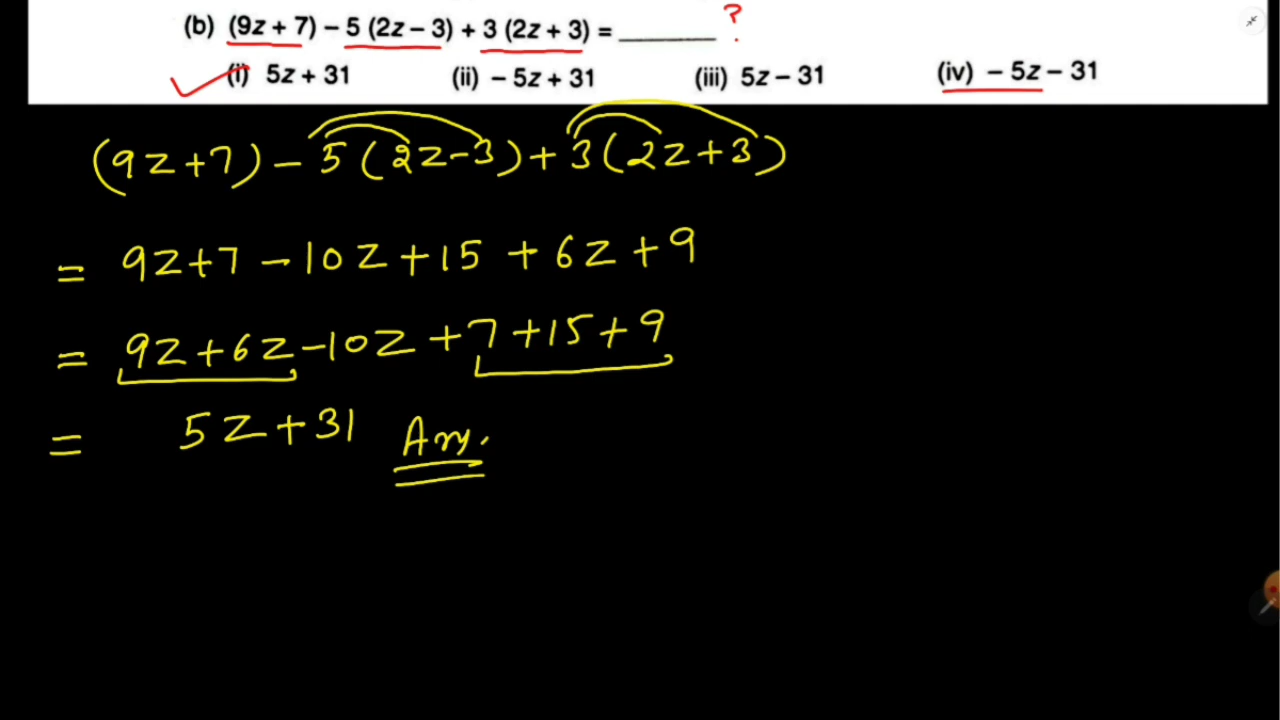 (b) (9z + 7) – 5 (2z – 3) + 3 (2z + 3) = ________ ?
(i) 5z + 31 (ii) – 5z + 31 (iii) 5z – 31 (iv) – 5z – 31
(9z+7)-5(2z-3)+3(2z+3)
= 9z+7-10z+15+6z+9
= 9z+6z-10z+7+15+9
= 5z+31 Ans.